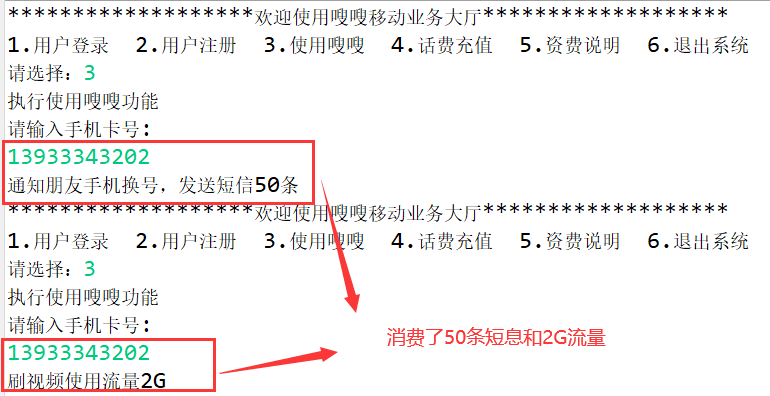 *******************欢迎使用嗖嗖移动业务大厅*******************
1.用户登录  2.用户注册  3.使用嗖嗖  4.话费充值  5.资费说明  6.退出系统
请选择：3
执行使用嗖嗖功能
请输入手机卡号:
13933343202
通知朋友手机换号，发送短信50条
*******************欢迎使用嗖嗖移动业务大厅*******************
1.用户登录  2.用户注册  3.使用嗖嗖  4.话费充值  5.资费说明  6.退出系统
请选择：3
执行使用嗖嗖功能
请输入手机卡号:
消费了50条短息和2G流量
13933343202
刷视频使用流量2G